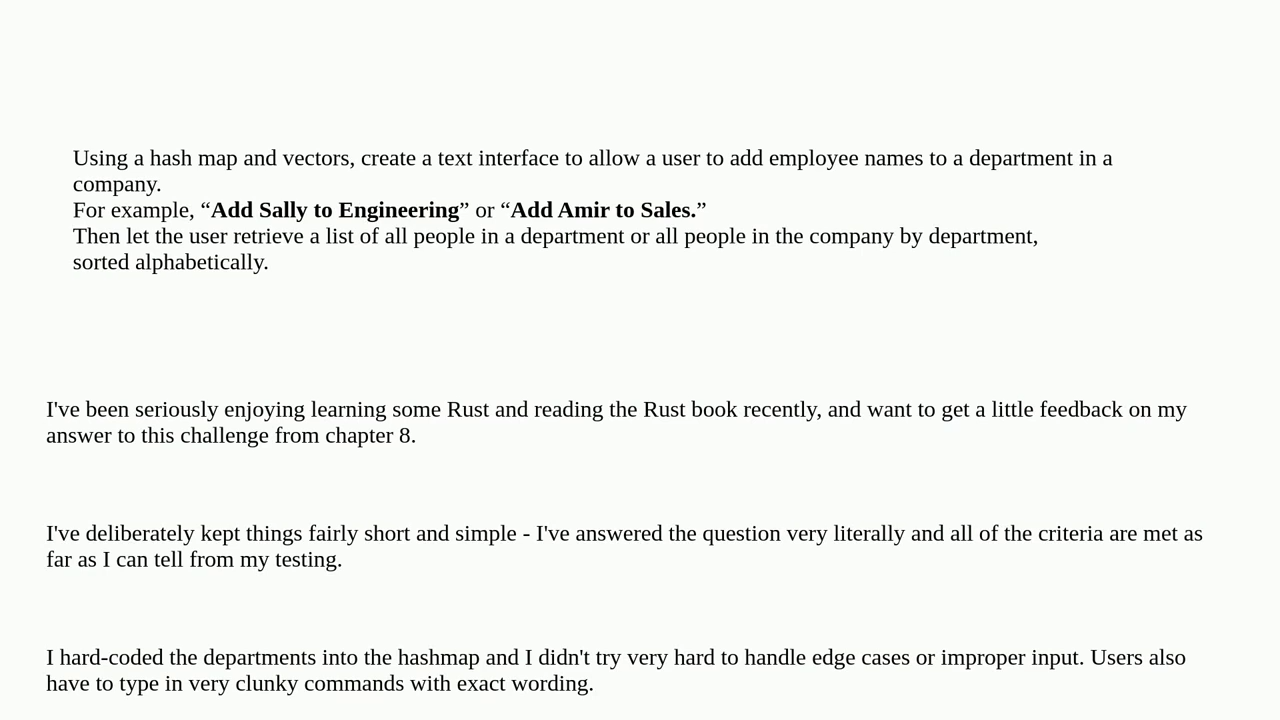 Using a hash map and vectors, create a text interface to allow a user to add employee names to a department in a
company.
For example, “Add Sally to Engineering” or “Add Amir to Sales.”
Then let the user retrieve a list of all people in a department or all people in the company by department,
sorted alphabetically.
I've been seriously enjoying learning some Rust and reading the Rust book recently, and want to get a little feedback on my
answer to this challenge from chapter 8.
I've deliberately kept things fairly short and simple - I've answered the question very literally and all of the criteria are met as
far as I can tell from my testing.
I hard-coded the departments into the hashmap and I didn't try very hard to handle edge cases or improper input. Users also
have to type in very clunky commands with exact wording.